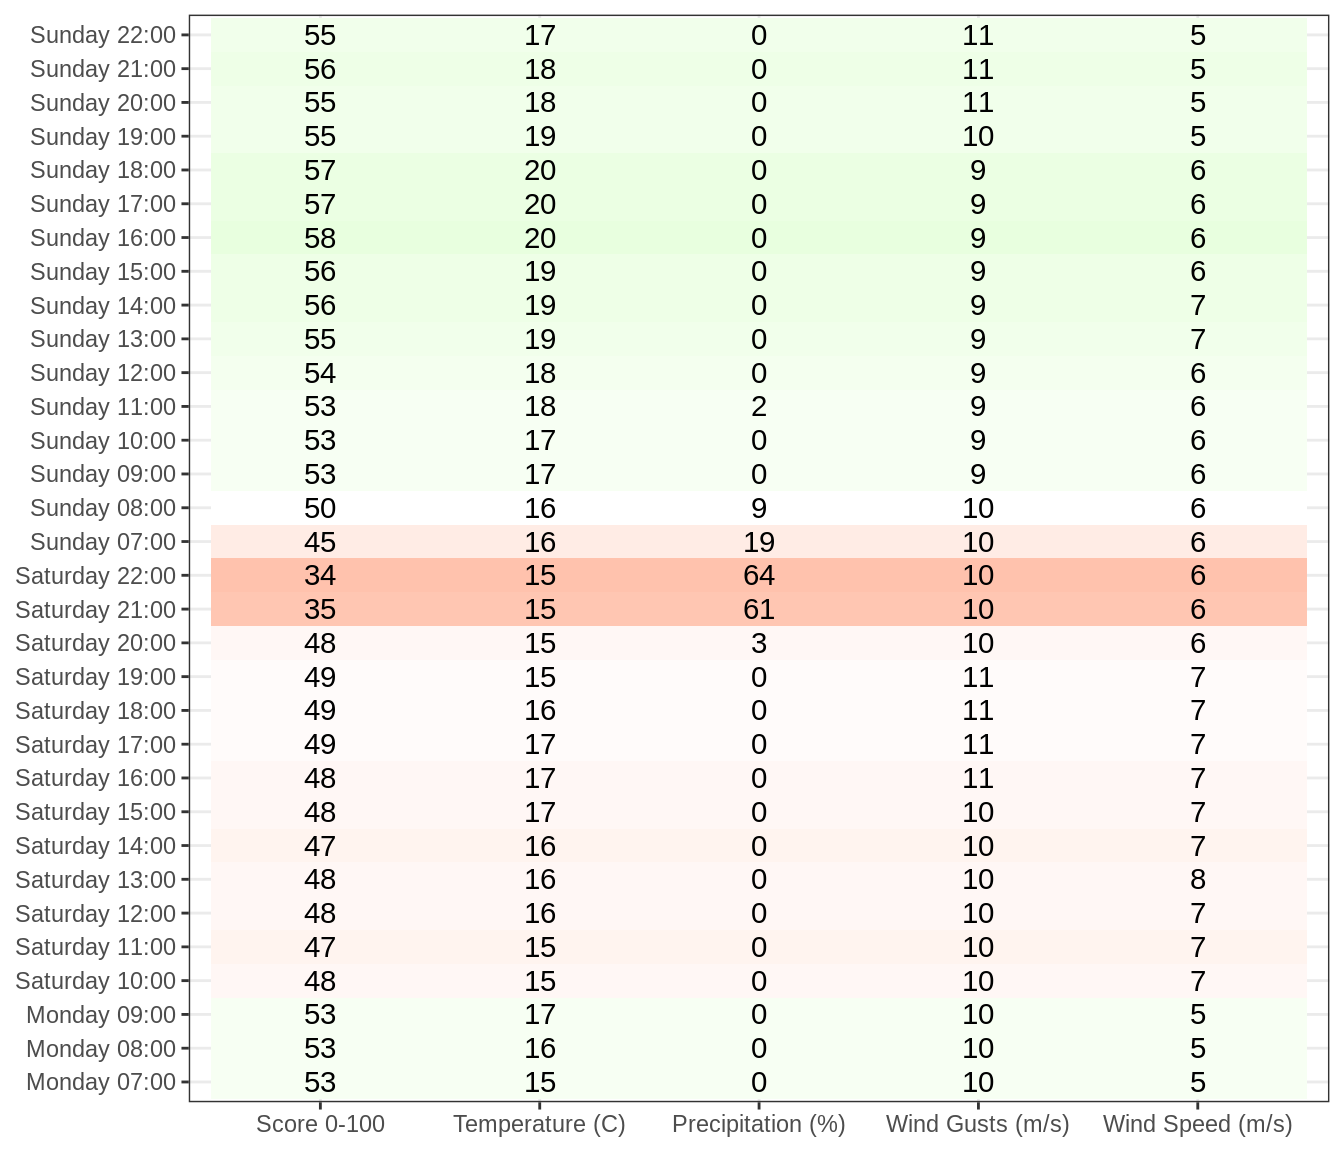 Sunday 22:00 55 17 0 11 5
Sunday 21:00 56 18 0 11 5
Sunday 20:00 55 18 0 11 5
Sunday 19:00 55 19 0 10 5
Sunday 18:00 57 20 0 9 6
Sunday 17:00 57 20 0 9 6
Sunday 16:00 58 20 0 9 6
Sunday 15:00 56 19 0 9 6
Sunday 14:00 56 19 0 9 7
Sunday 13:00 55 19 0 9 7
Sunday 12:00 54 18 0 9 6
Sunday 11:00 53 18 2 9 6
Sunday 10:00 53 17 0 9 6
Sunday 09:00 53 17 0 9 6
Sunday 08:00 50 16 9 10 6
Sunday 07:00 45 16 19 10 6
Saturday 22:00 34 15 64 10 6
Saturday 21:00 35 15 61 10 6
Saturday 20:00 48 15 3 10 6
Saturday 19:00 49 15 0 11 7
Saturday 18:00 49 16 0 11 7
Saturday 17:00 49 17 0 11 7
Saturday 16:00 48 17 0 11 7
Saturday 15:00 48 17 0 10 7
Saturday 14:00 47 16 0 10 7
Saturday 13:00 48 16 0 10 8
Saturday 12:00 48 16 0 10 7
Saturday 11:00 47 15 0 10 7
Saturday 10:00 48 15 0 10 7
Monday 09:00 53 17 0 10 5
Monday 08:00 53 16 0 10 5
Monday 07:00 53 15 0 10 5
Score 0-100 Temperature (C) Precipitation (%) Wind Gusts (m/s) Wind Speed (m/s)